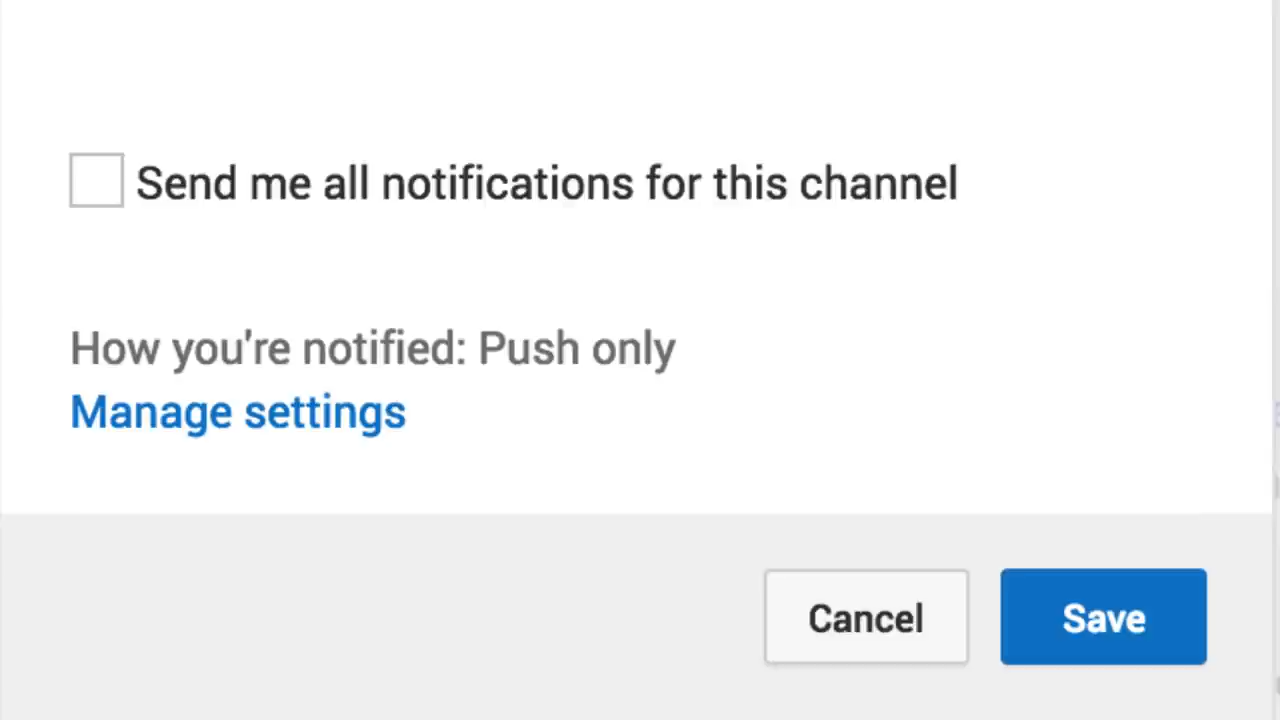 Send me all notifications for this channel
How you're notified: Push only
Manage settings
Cancel
Save